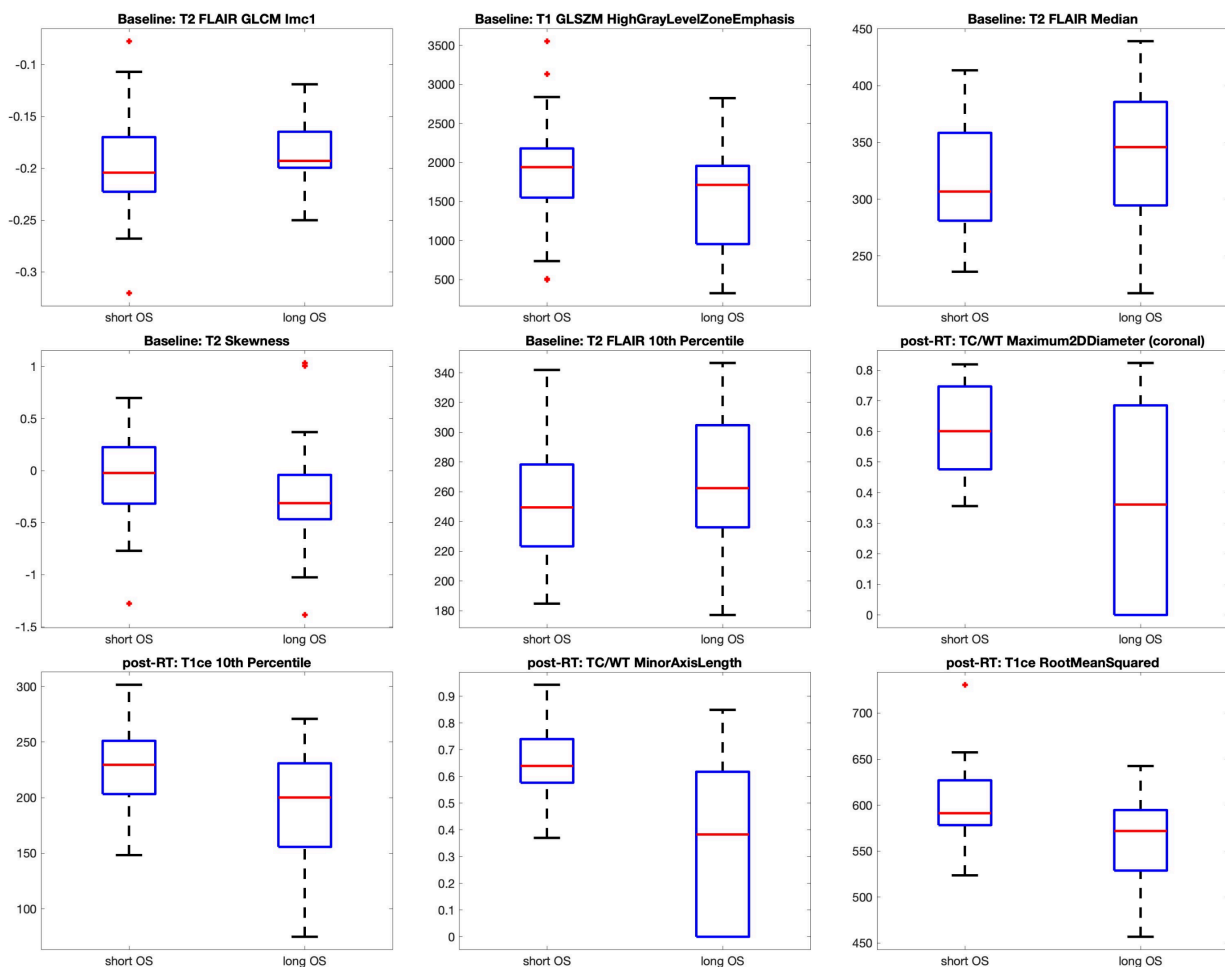 Baseline: T2 FLAIR GLCM Imc1
-0.1
-0.15
-0.2
-0.25
-0.3
short OS
long OS
Baseline: T1 GLSZM HighGrayLevelZoneEmphasis
3500
3000
2500
2000
1500
1000
500
short OS
long OS
Baseline: T2 FLAIR Median
450
400
350
300
250
short OS
long OS
Baseline: T2 Skewness
1
0.5
0
-0.5
-1
-1.5
short OS
long OS
Baseline: T2 FLAIR 10th Percentile
340
320
300
280
260
240
220
200
180
short OS
long OS
post-RT: TC/WT Maximum2DDiameter (coronal)
0.8
0.7
0.6
0.5
0.4
0.3
0.2
0.1
0
short OS
long OS
post-RT: T1ce 10th Percentile
300
250
200
150
100
short OS
long OS
post-RT: TC/WT MinorAxisLength
0.9
0.8
0.7
0.6
0.5
0.4
0.3
0.2
0.1
0
short OS
long OS
post-RT: T1ce RootMeanSquared
700
650
600
550
500
450
short OS
long OS